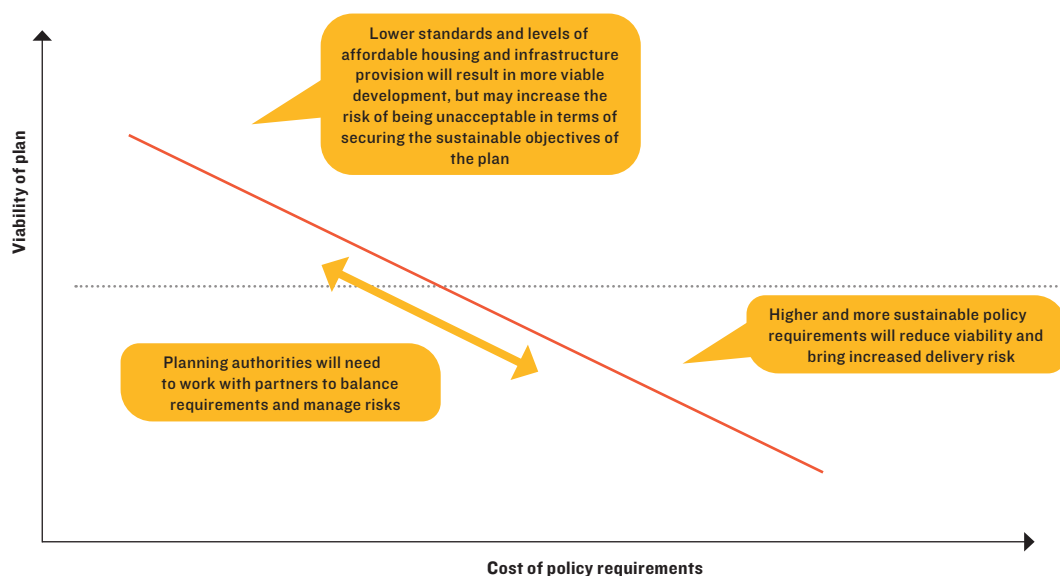 Lower standards and levels of
affordable housing and infrastructure
provision will result in more viable
development, but may increase the
risk of being unacceptable in terms of
securing the sustainable objectives of
the plan
Viability of plan
Higher and more sustainable policy
requirements will reduce viability and
bring increased delivery risk
Planning authorities will need
to work with partners to balance
requirements and manage risks
Cost of policy requirements